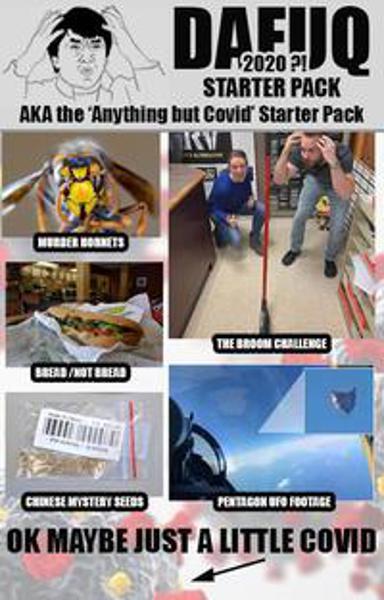 DAFUQ
2020 ?!
STARTER PACK
AKA the 'Anything but Covid' Starter Pack
MURDER HORNETS
THE BROOM CHALLENGE
BREAD /NOT BREAD
CHINESE MYSTERY SEEDS
PENTAGON UFO FOOTAGE
OK MAYBE JUST A LITTLE COVID